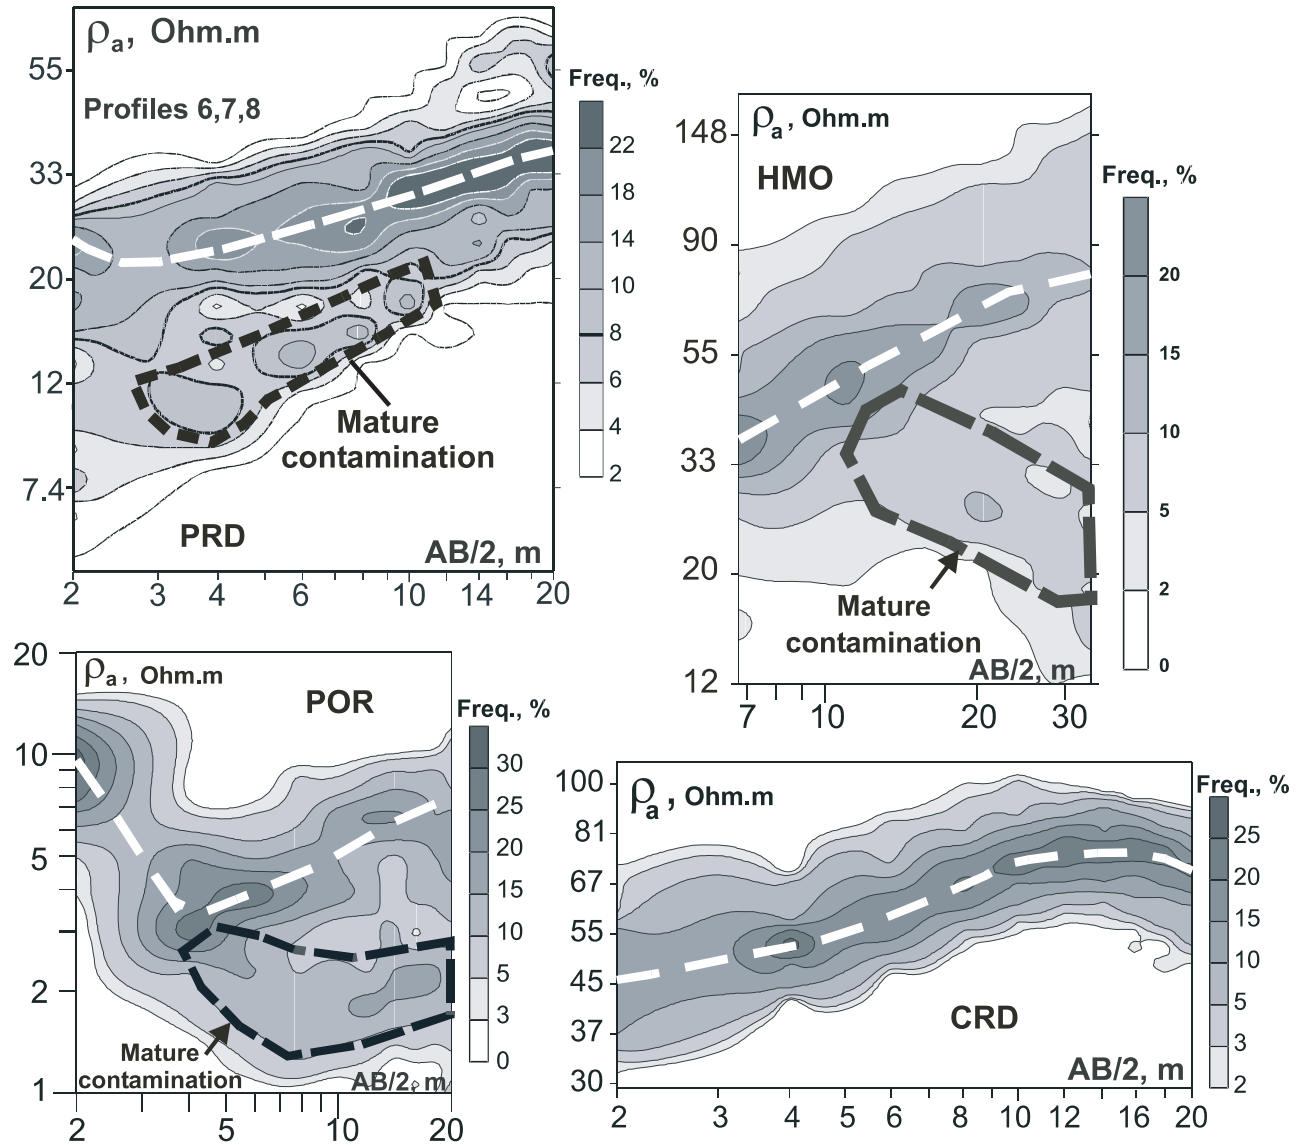 ρa, Ohm.m
Profiles 6,7,8
55
33
20
12
7.4
Mature
contamination
PRD
AB/2, m
2 3 4 6 10 14 20
Freq., %
22
18
14
10
8
6
4
2
ρa, Ohm.m
HMO
148
90
55
33
20
12
Mature
contamination
AB/2, m
7 10 20 30
Freq., %
20
15
10
5
2
0
ρa, Ohm.m
POR
20
10
5
2
1
Mature
contamination
AB/2, m
2 5 10 20
Freq., %
30
25
20
15
10
5
3
0
ρa, Ohm.m
100
81
67
55
45
37
30
CRD
AB/2, m
2 3 4 5 6 8 10 12 16 20
Freq., %
25
20
15
10
5
3
2